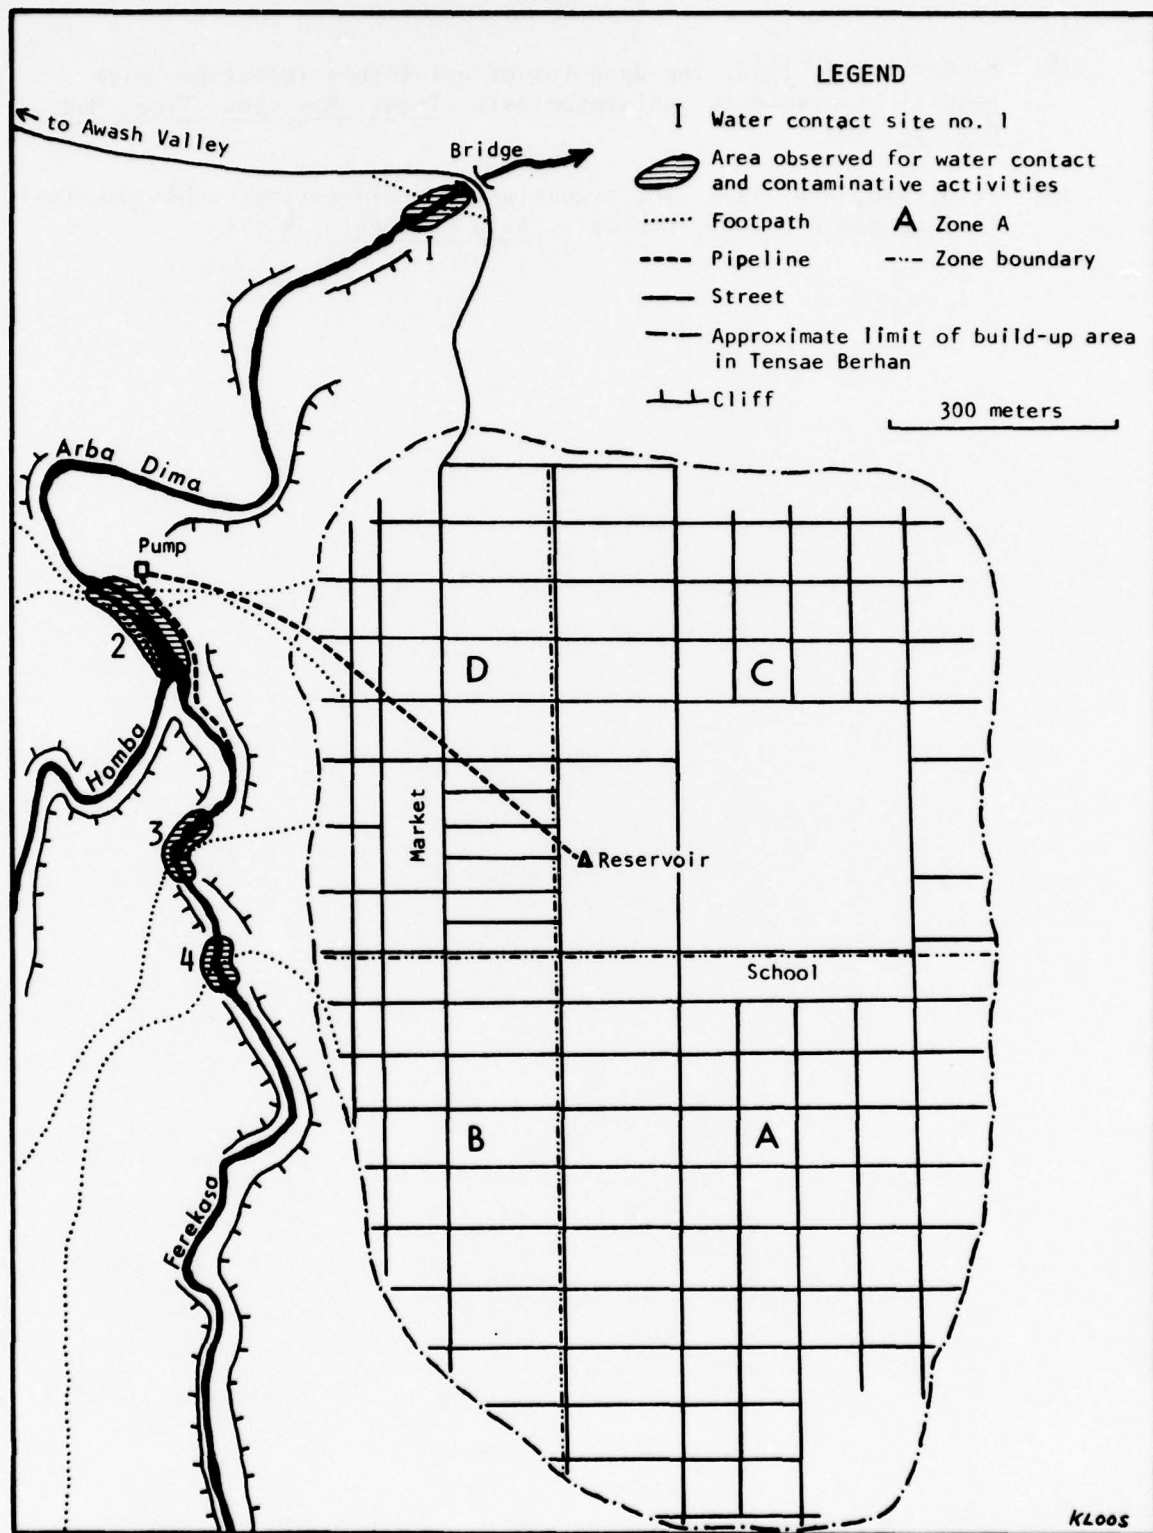 LEGEND
I Water contact site no. 1
Area observed for water contact
and contaminative activities
Footpath
A Zone A
Pipeline
Zone boundary
Street
Approximate limit of build-up area
in Tensae Berhan
Cliff
300 meters
to Awash Valley
Bridge
I
Arba Dima
Pump
2
D
C
Homba
3
Market
Reservoir
4
School
B
A
Ferekasa
KLOOS